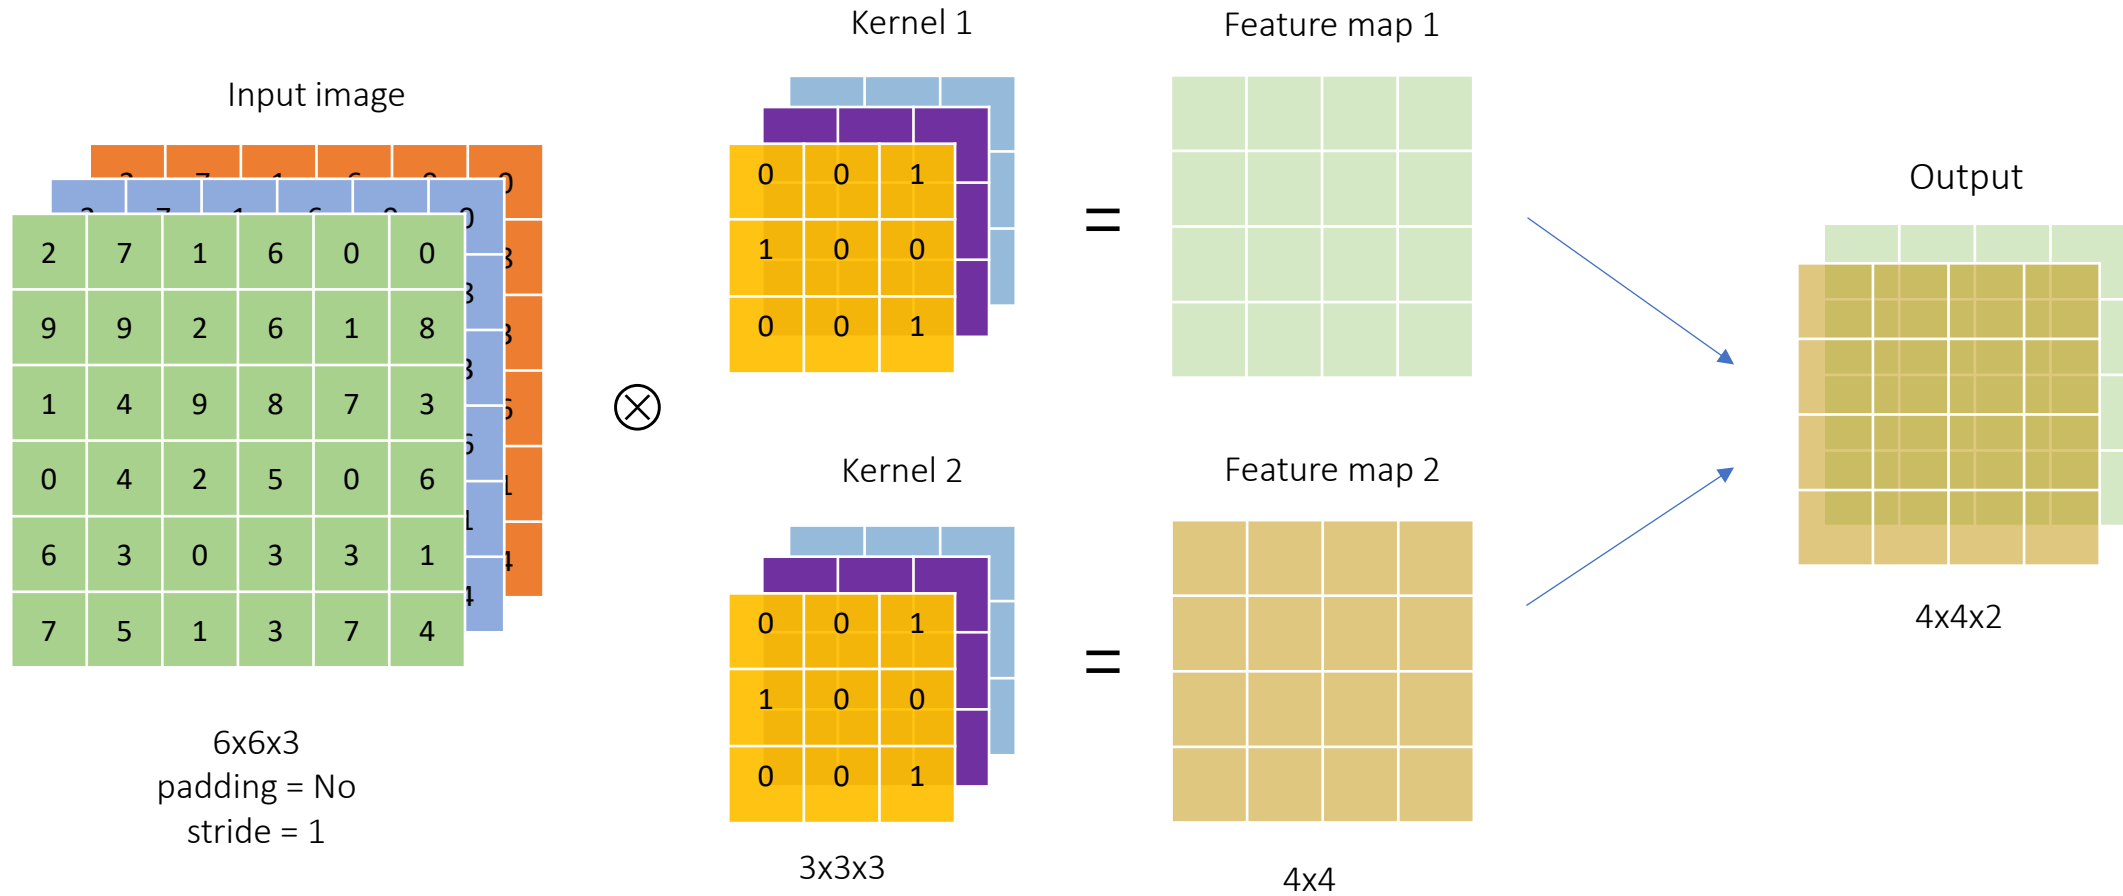 Kernel 1
Feature map 1
Input image
Output
2 7 1 6 0 0
9 9 2 6 1 8
1 4 9 8 7 3
0 4 2 5 0 6
6 3 0 3 3 1
7 5 1 3 7 4
6x6x3
padding = No
stride = 1
0 0 1
1 0 0
0 0 1
=
Kernel 2
Feature map 2
0 0 1
1 0 0
0 0 1
=
3x3x3
4x4
4x4x2